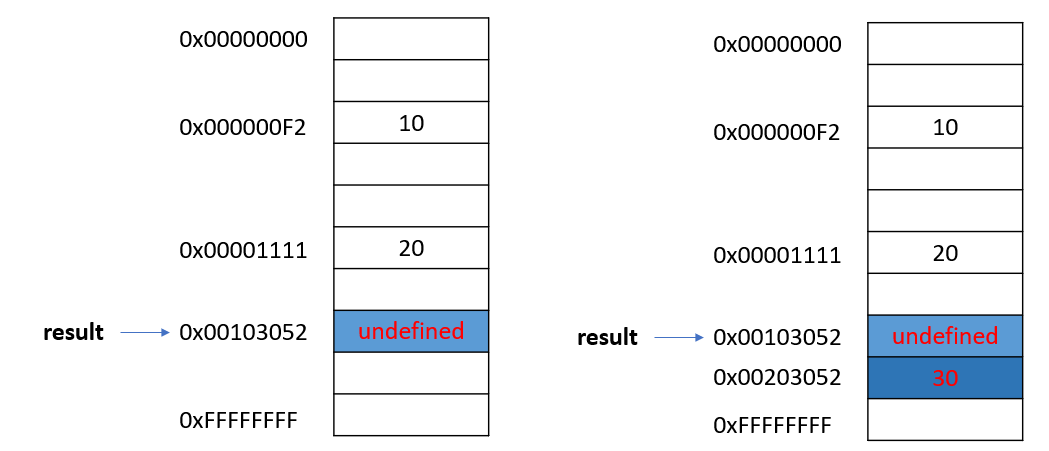 0x00000000
0x000000F2 10
0x00001111 20
result 0x00103052 undefined
0xFFFFFFFF
0x00000000
0x000000F2 10
0x00001111 20
result 0x00103052 undefined
0x00203052 30
0xFFFFFFFF